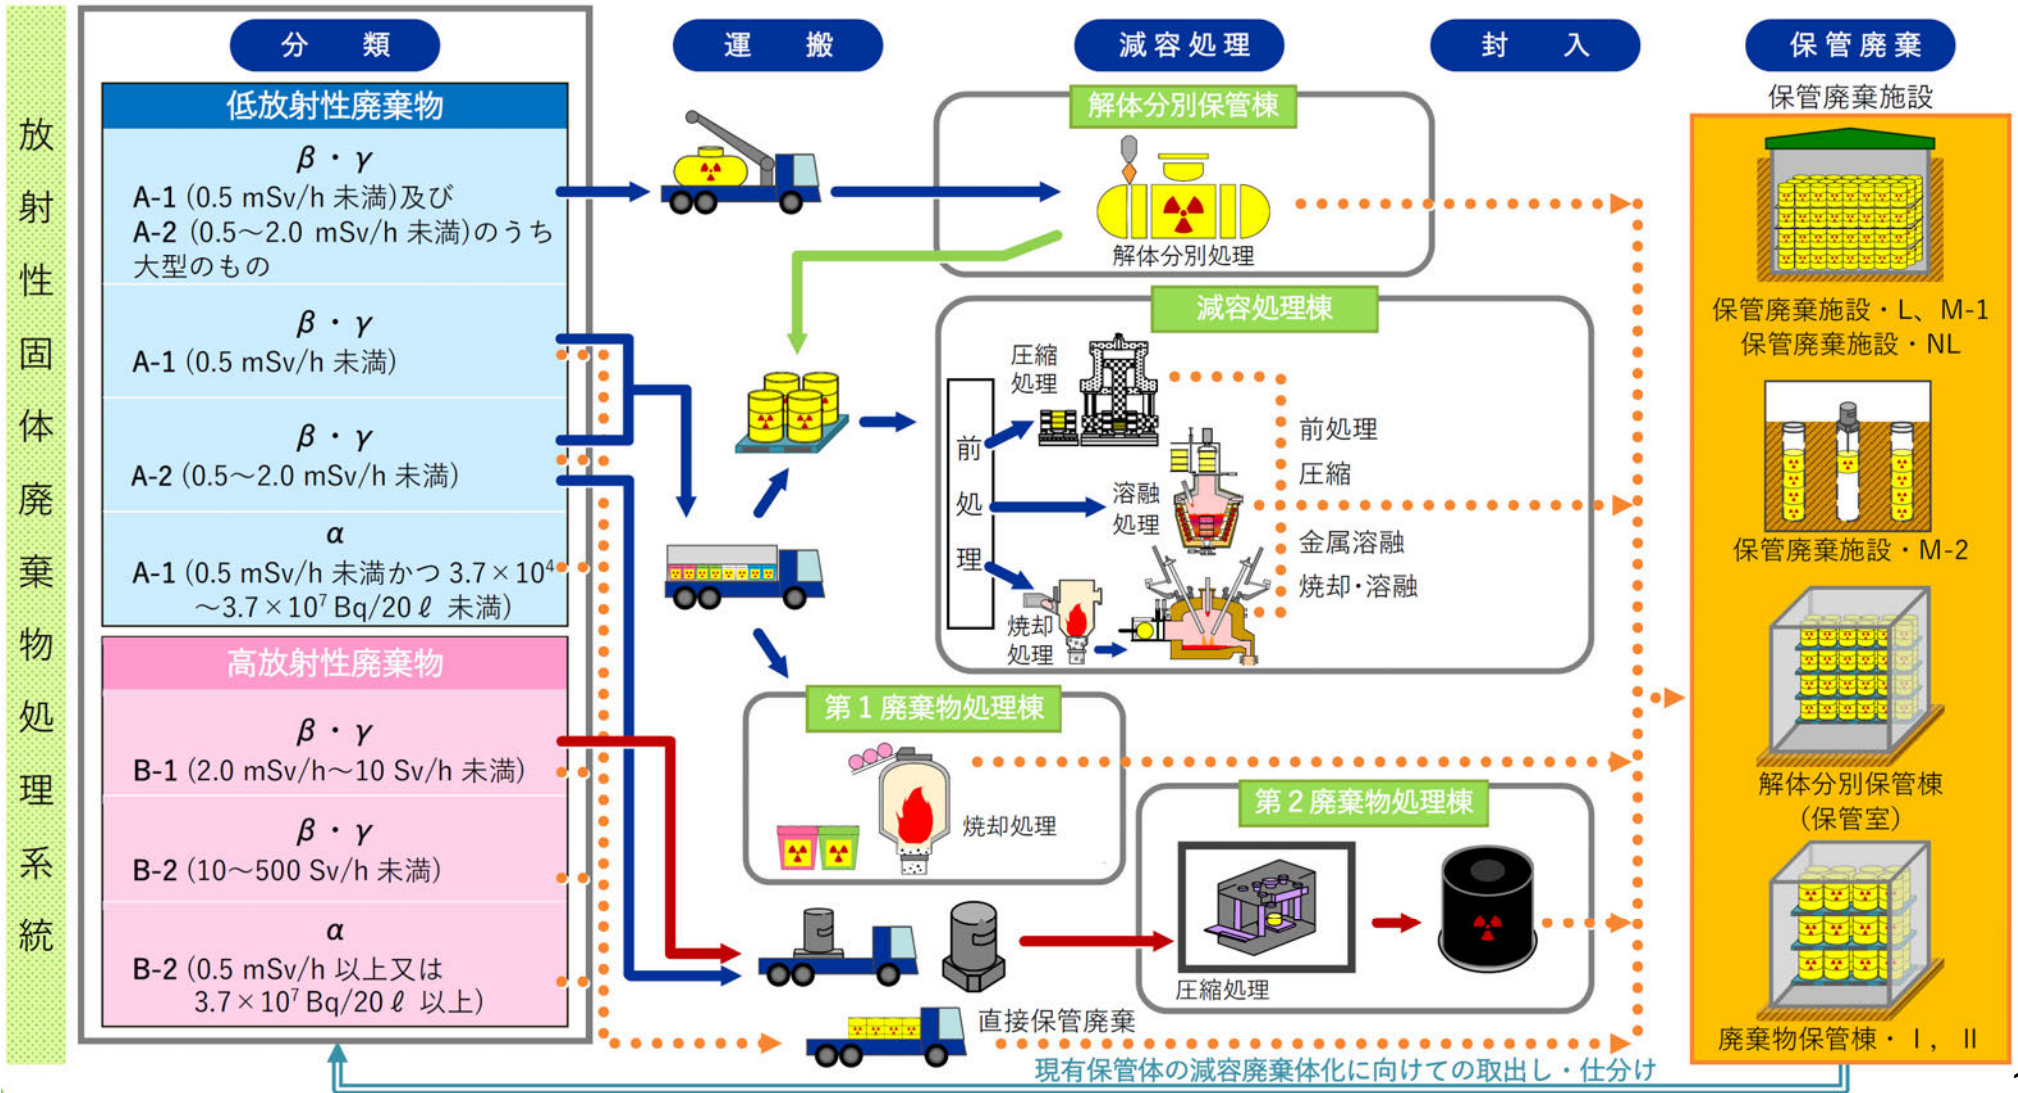 放射性固体廃棄物処理系統
分 類
運 搬
減容処理
封 入
保管廃棄
低放射性廃棄物
β・γ
A-1 (0.5 mSv/h 未満)及び
A-2 (0.5～2.0 mSv/h 未満)のうち
大型のもの
β・γ
A-1 (0.5 mSv/h 未満)
β・γ
A-2 (0.5～2.0 mSv/h 未満)
α
A-1 (0.5 mSv/h 未満かつ 3.7×10⁴
～3.7×10⁷ Bq/20ℓ 未満)
高放射性廃棄物
β・γ
B-1 (2.0 mSv/h～10 Sv/h 未満)
β・γ
B-2 (10～500 Sv/h 未満)
α
B-2 (0.5 mSv/h 以上又は
3.7×10⁷ Bq/20ℓ 以上)
解体分別保管棟
解体分別処理
減容処理棟
前処理
圧縮
処理
溶融
処理
焼却
処理
前処理
圧縮
金属溶融
焼却・溶融
第1廃棄物処理棟
焼却処理
第2廃棄物処理棟
圧縮処理
直接保管廃棄
保管廃棄施設
保管廃棄施設・L、M-1
保管廃棄施設・NL
保管廃棄施設・M-2
解体分別保管棟
(保管室)
廃棄物保管棟・Ⅰ，Ⅱ
現有保管体の減容廃棄体化に向けての取出し・仕分け